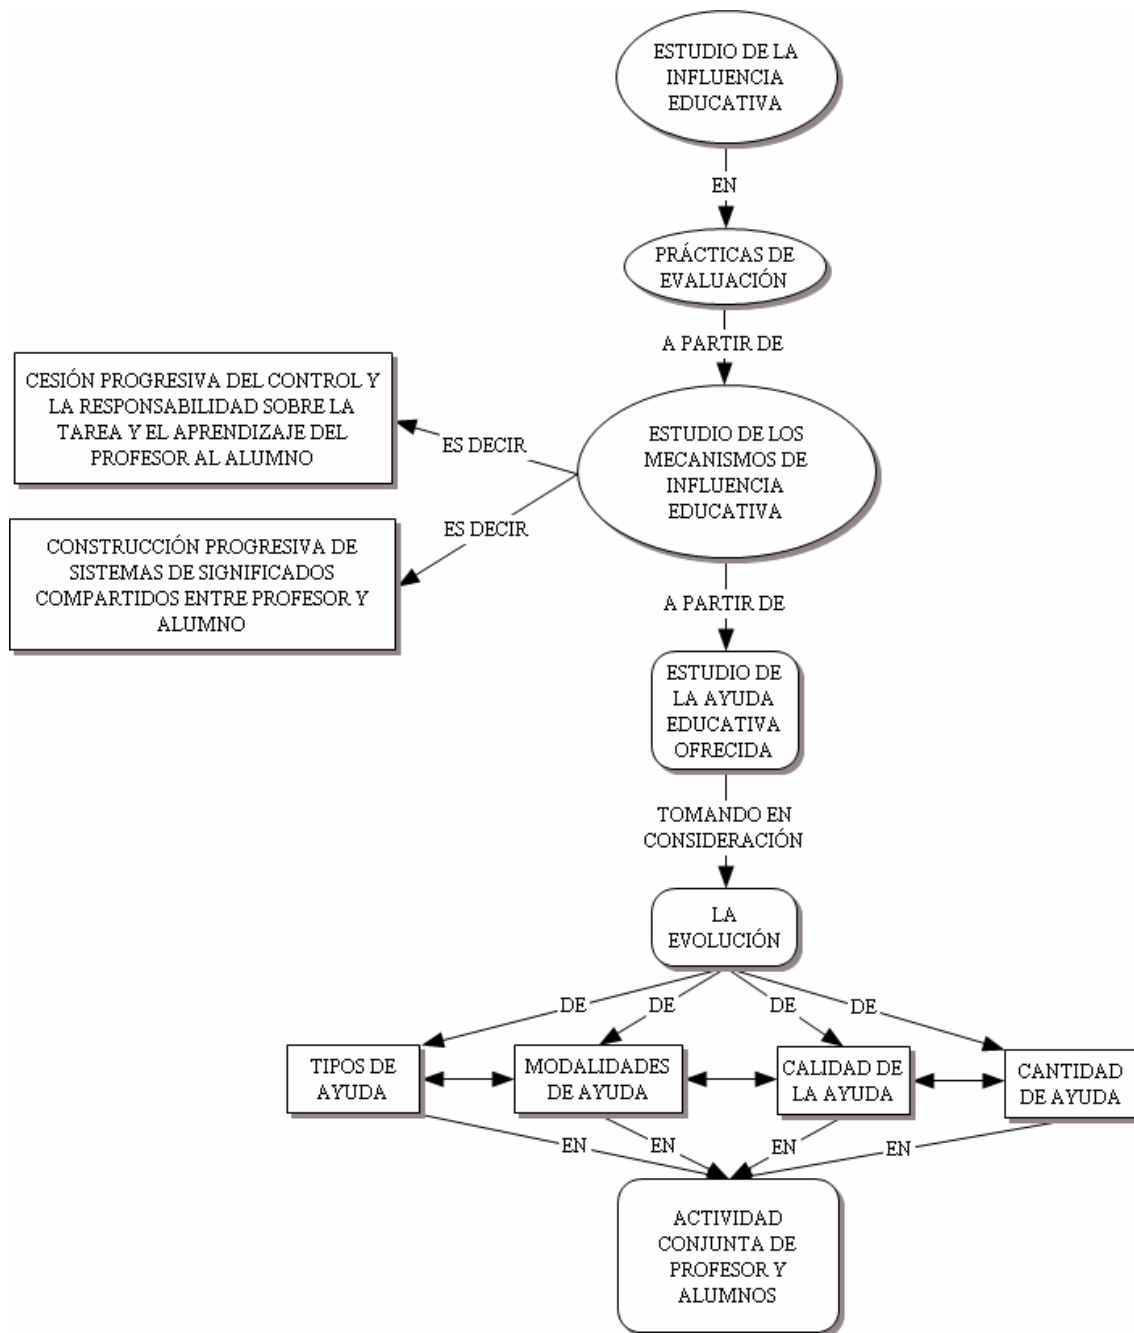 ESTUDIO DE LA
INFLUENCIA
EDUCATIVA
EN
PRÁCTICAS DE
EVALUACIÓN
A PARTIR DE
CESIÓN PROGRESIVA DEL CONTROL Y
LA RESPONSABILIDAD SOBRE LA
TAREA Y EL APRENDIZAJE DEL
PROFESOR AL ALUMNO
ES DECIR
ESTUDIO DE LOS
MECANISMOS DE
INFLUENCIA
EDUCATIVA
ES DECIR
CONSTRUCCIÓN PROGRESIVA DE
SISTEMAS DE SIGNIFICADOS
COMPARTIDOS ENTRE PROFESOR Y
ALUMNO
A PARTIR DE
ESTUDIO DE
LA AYUDA
EDUCATIVA
OFRECIDA
TOMANDO EN
CONSIDERACIÓN
LA
EVOLUCIÓN
DE
DE
DE
DE
TIPOS DE
AYUDA
MODALIDADES
DE AYUDA
CALIDAD DE
LA AYUDA
CANTIDAD
DE AYUDA
EN
EN
EN
EN
ACTIVIDAD
CONJUNTA DE
PROFESOR Y
ALUMNOS